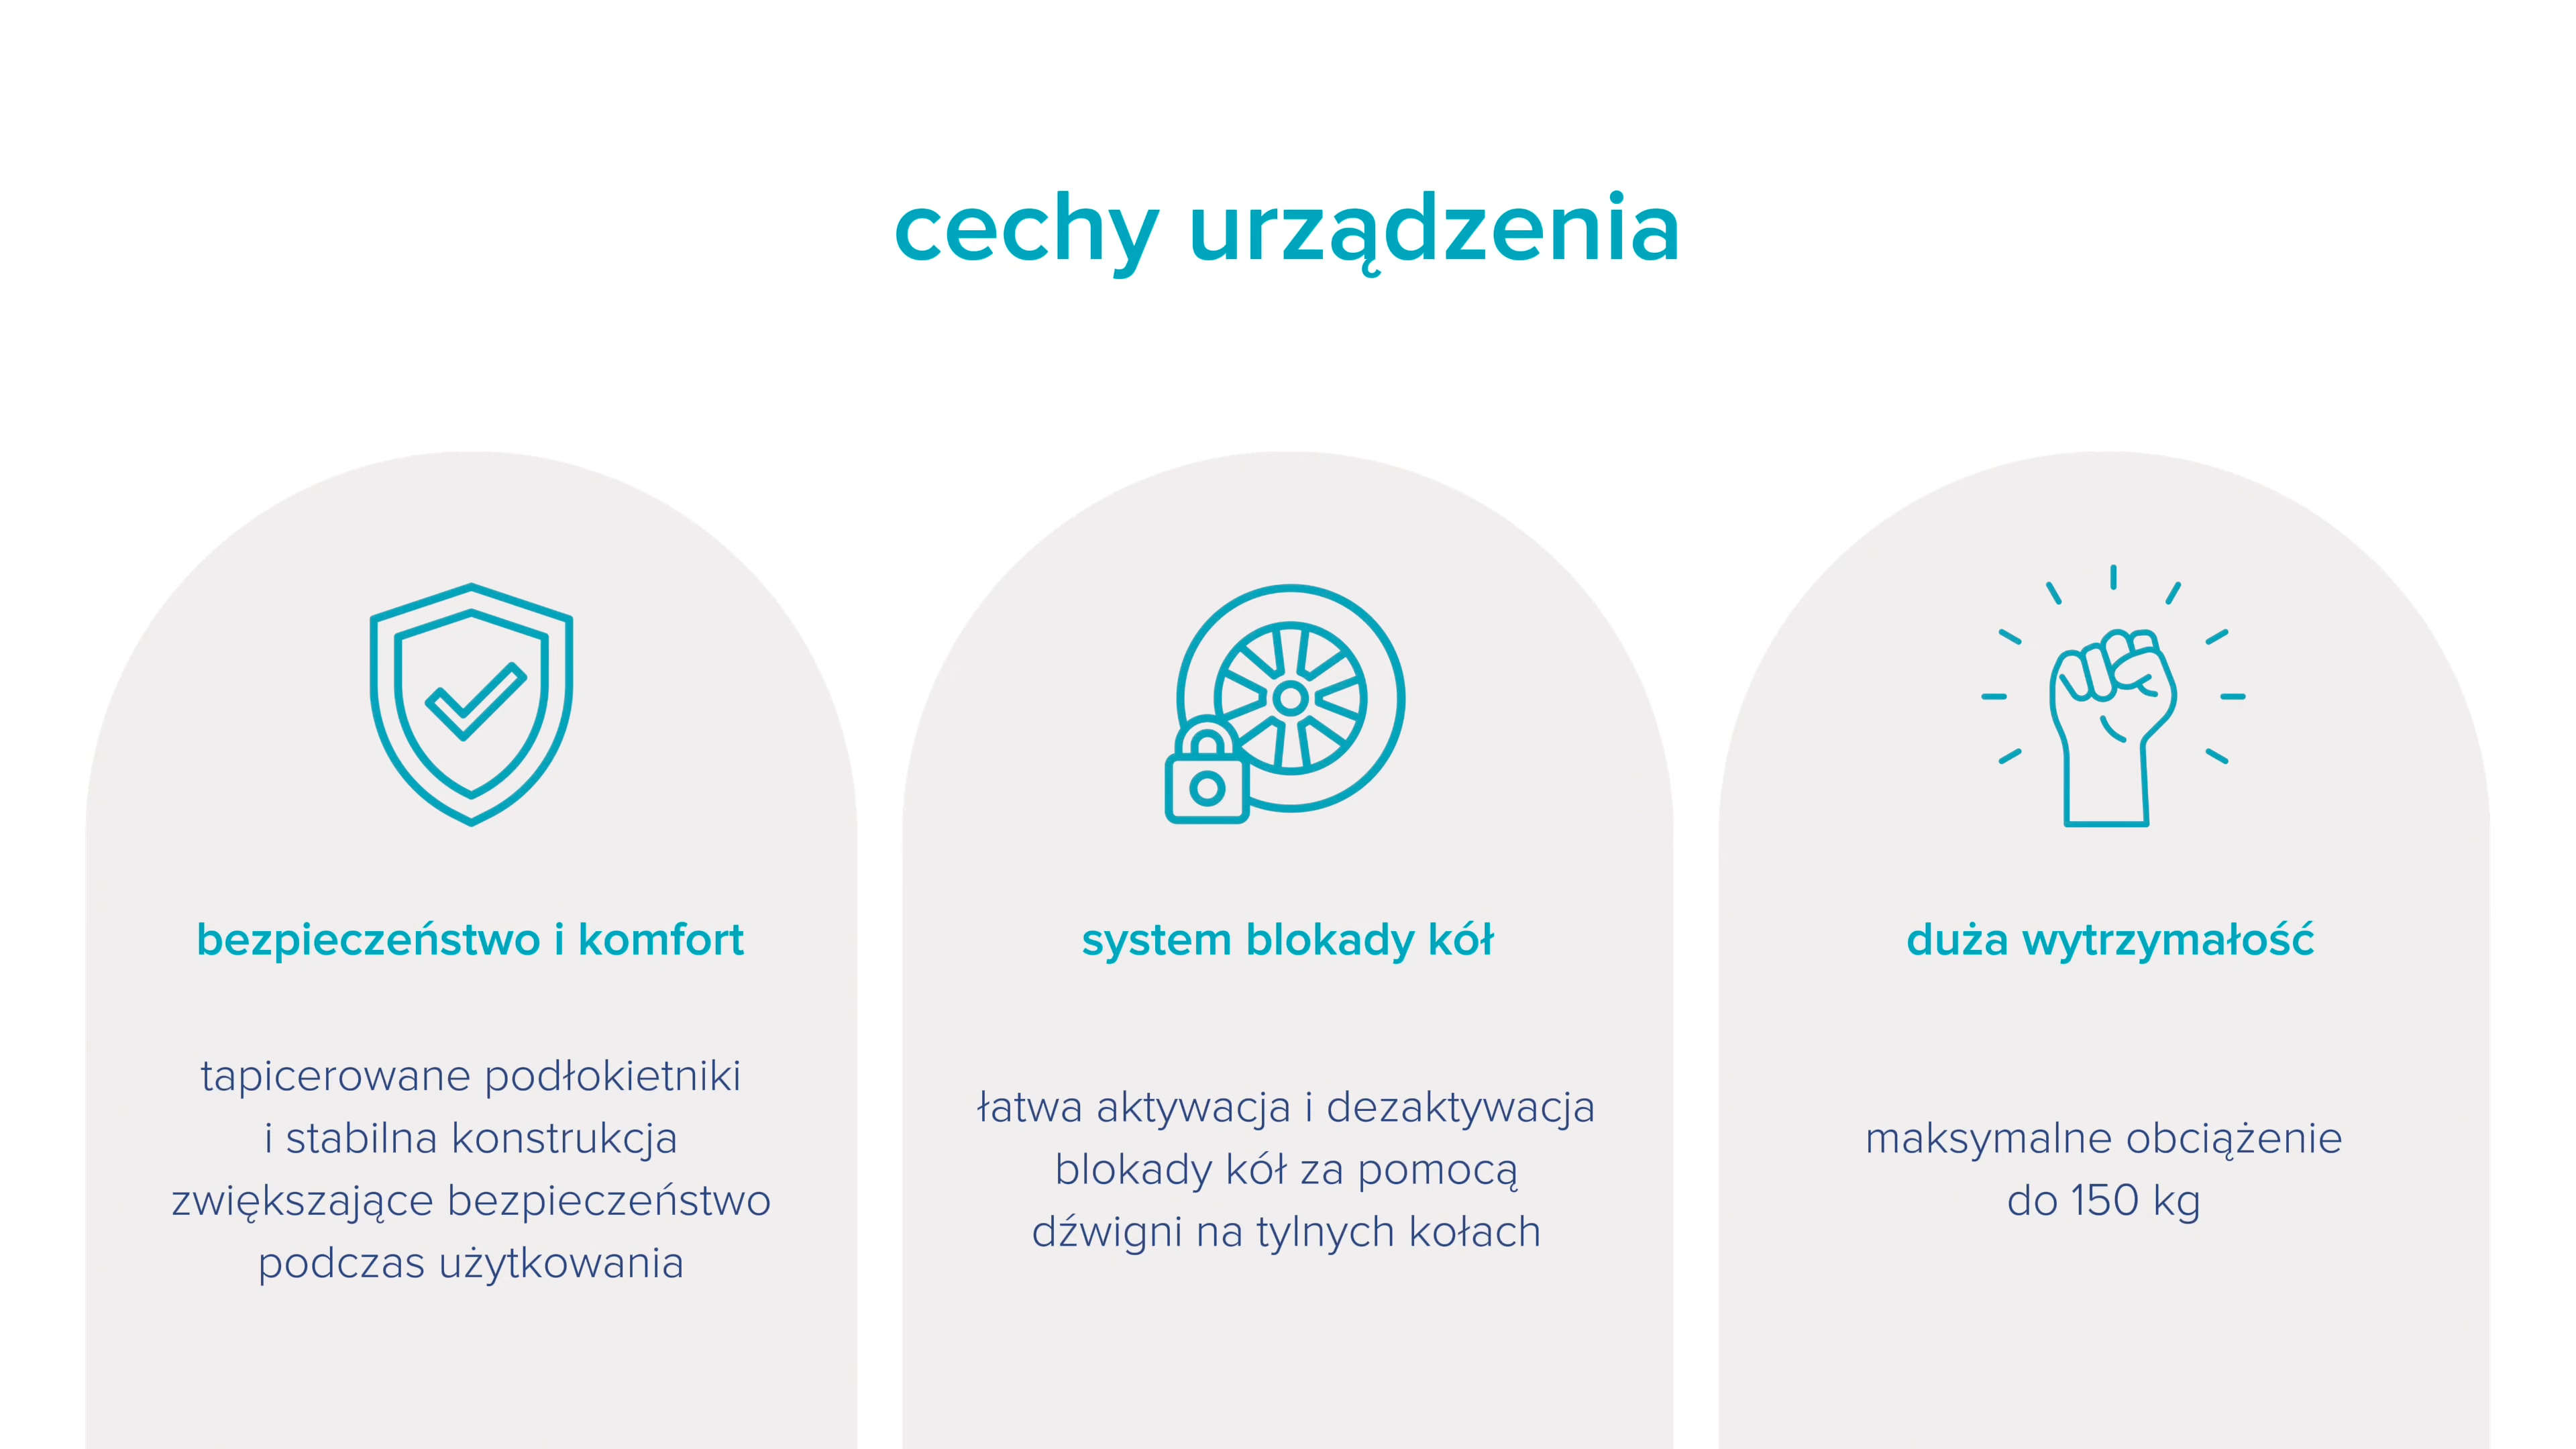 cechy urządzenia
bezpieczeństwo i komfort
tapicerowane podłokietniki
i stabilna konstrukcja
zwiększające bezpieczeństwo
podczas użytkowania
system blokady kół
łatwa aktywacja i dezaktywacja
blokady kół za pomocą
dźwigni na tylnych kołach
duża wytrzymałość
maksymalne obciążenie
do 150 kg